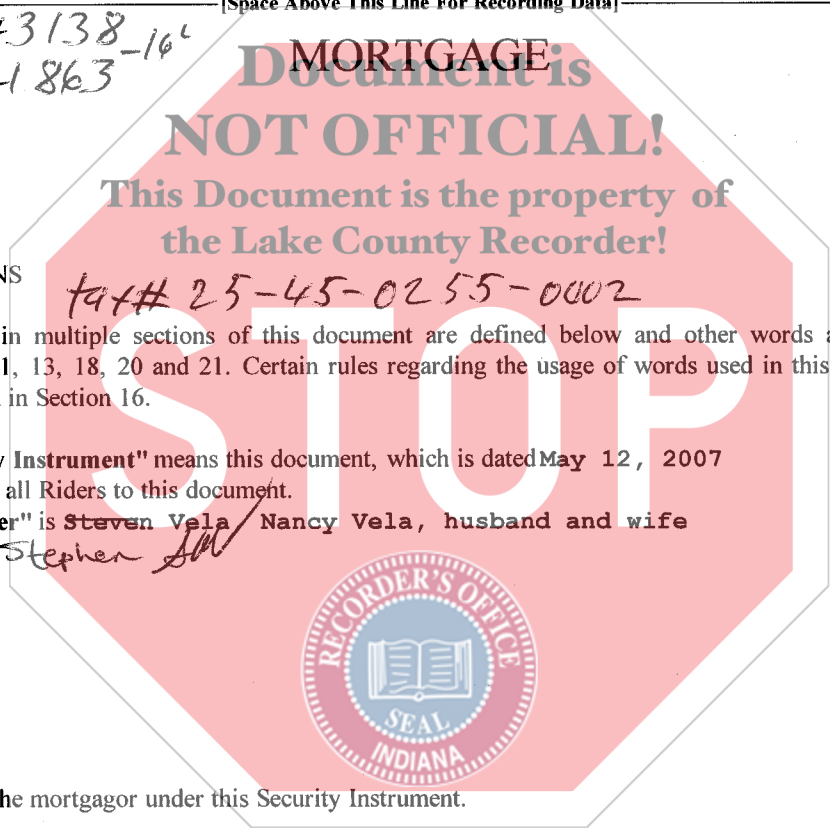 [Space Above This Line For Recording Data]
3138-16
1863
MORTGAGE
Document is
NOT OFFICIAL!
This Document is the property of
the Lake County Recorder!
NS
tax# 25-45-0255-0002
in multiple sections of this document are defined below and other words a
1, 13, 18, 20 and 21. Certain rules regarding the usage of words used in this
in Section 16.
y Instrument" means this document, which is dated May 12, 2007
all Riders to this document.
er" is Steven Vela, Nancy Vela, husband and wife
Stephen
STOP
RECORDER'S OFFICE
SEAL
INDIANA
he mortgagor under this Security Instrument.